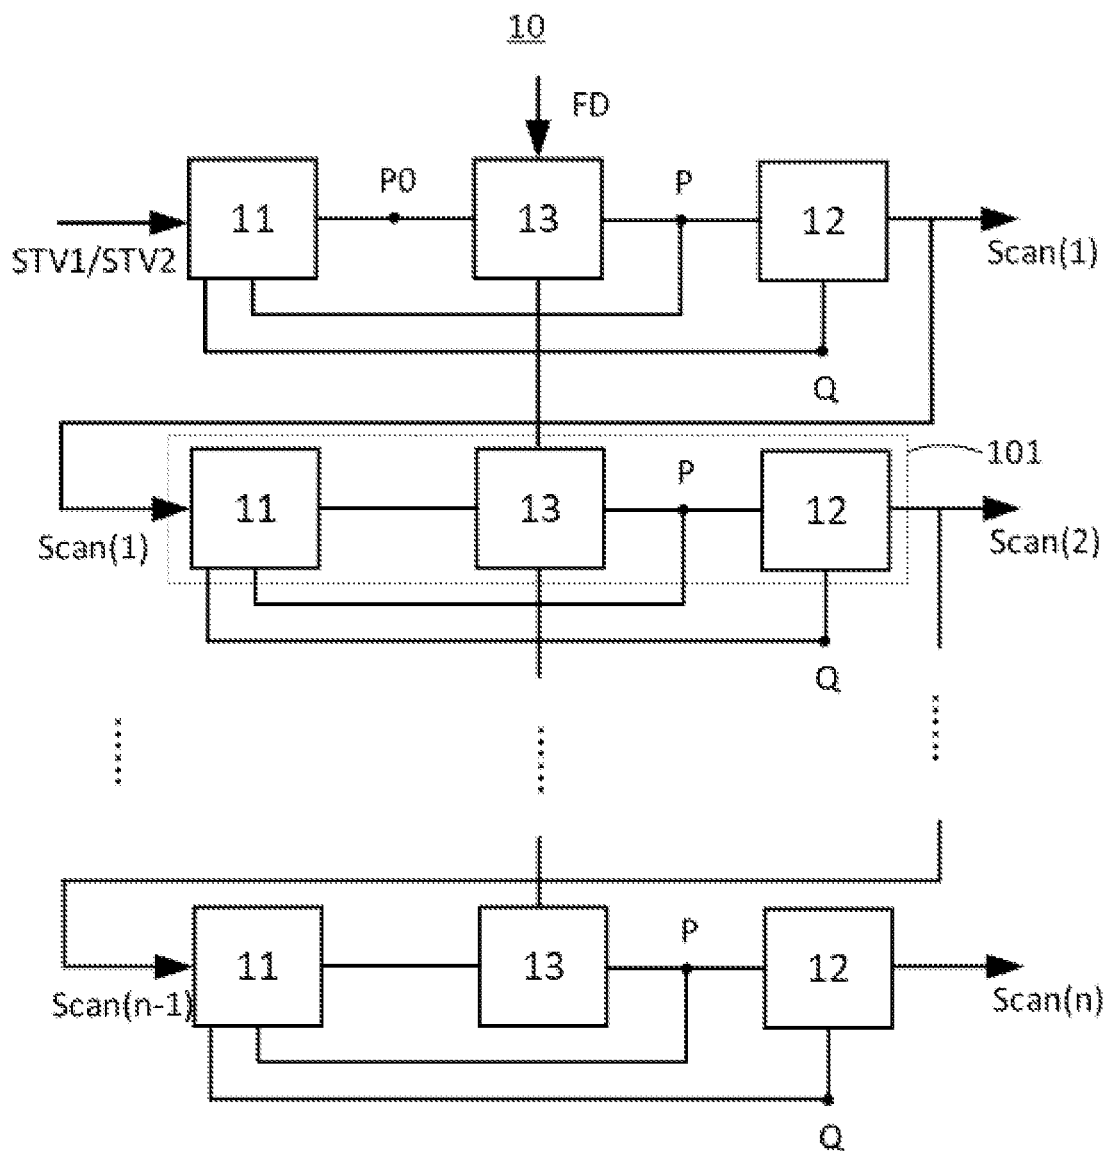 10
FD
P0
P
11
13
12
STV1/STV2
Scan(1)
Q
101
P
11
13
12
Scan(1)
Scan(2)
Q
P
11
13
12
Scan(n-1)
Scan(n)
Q